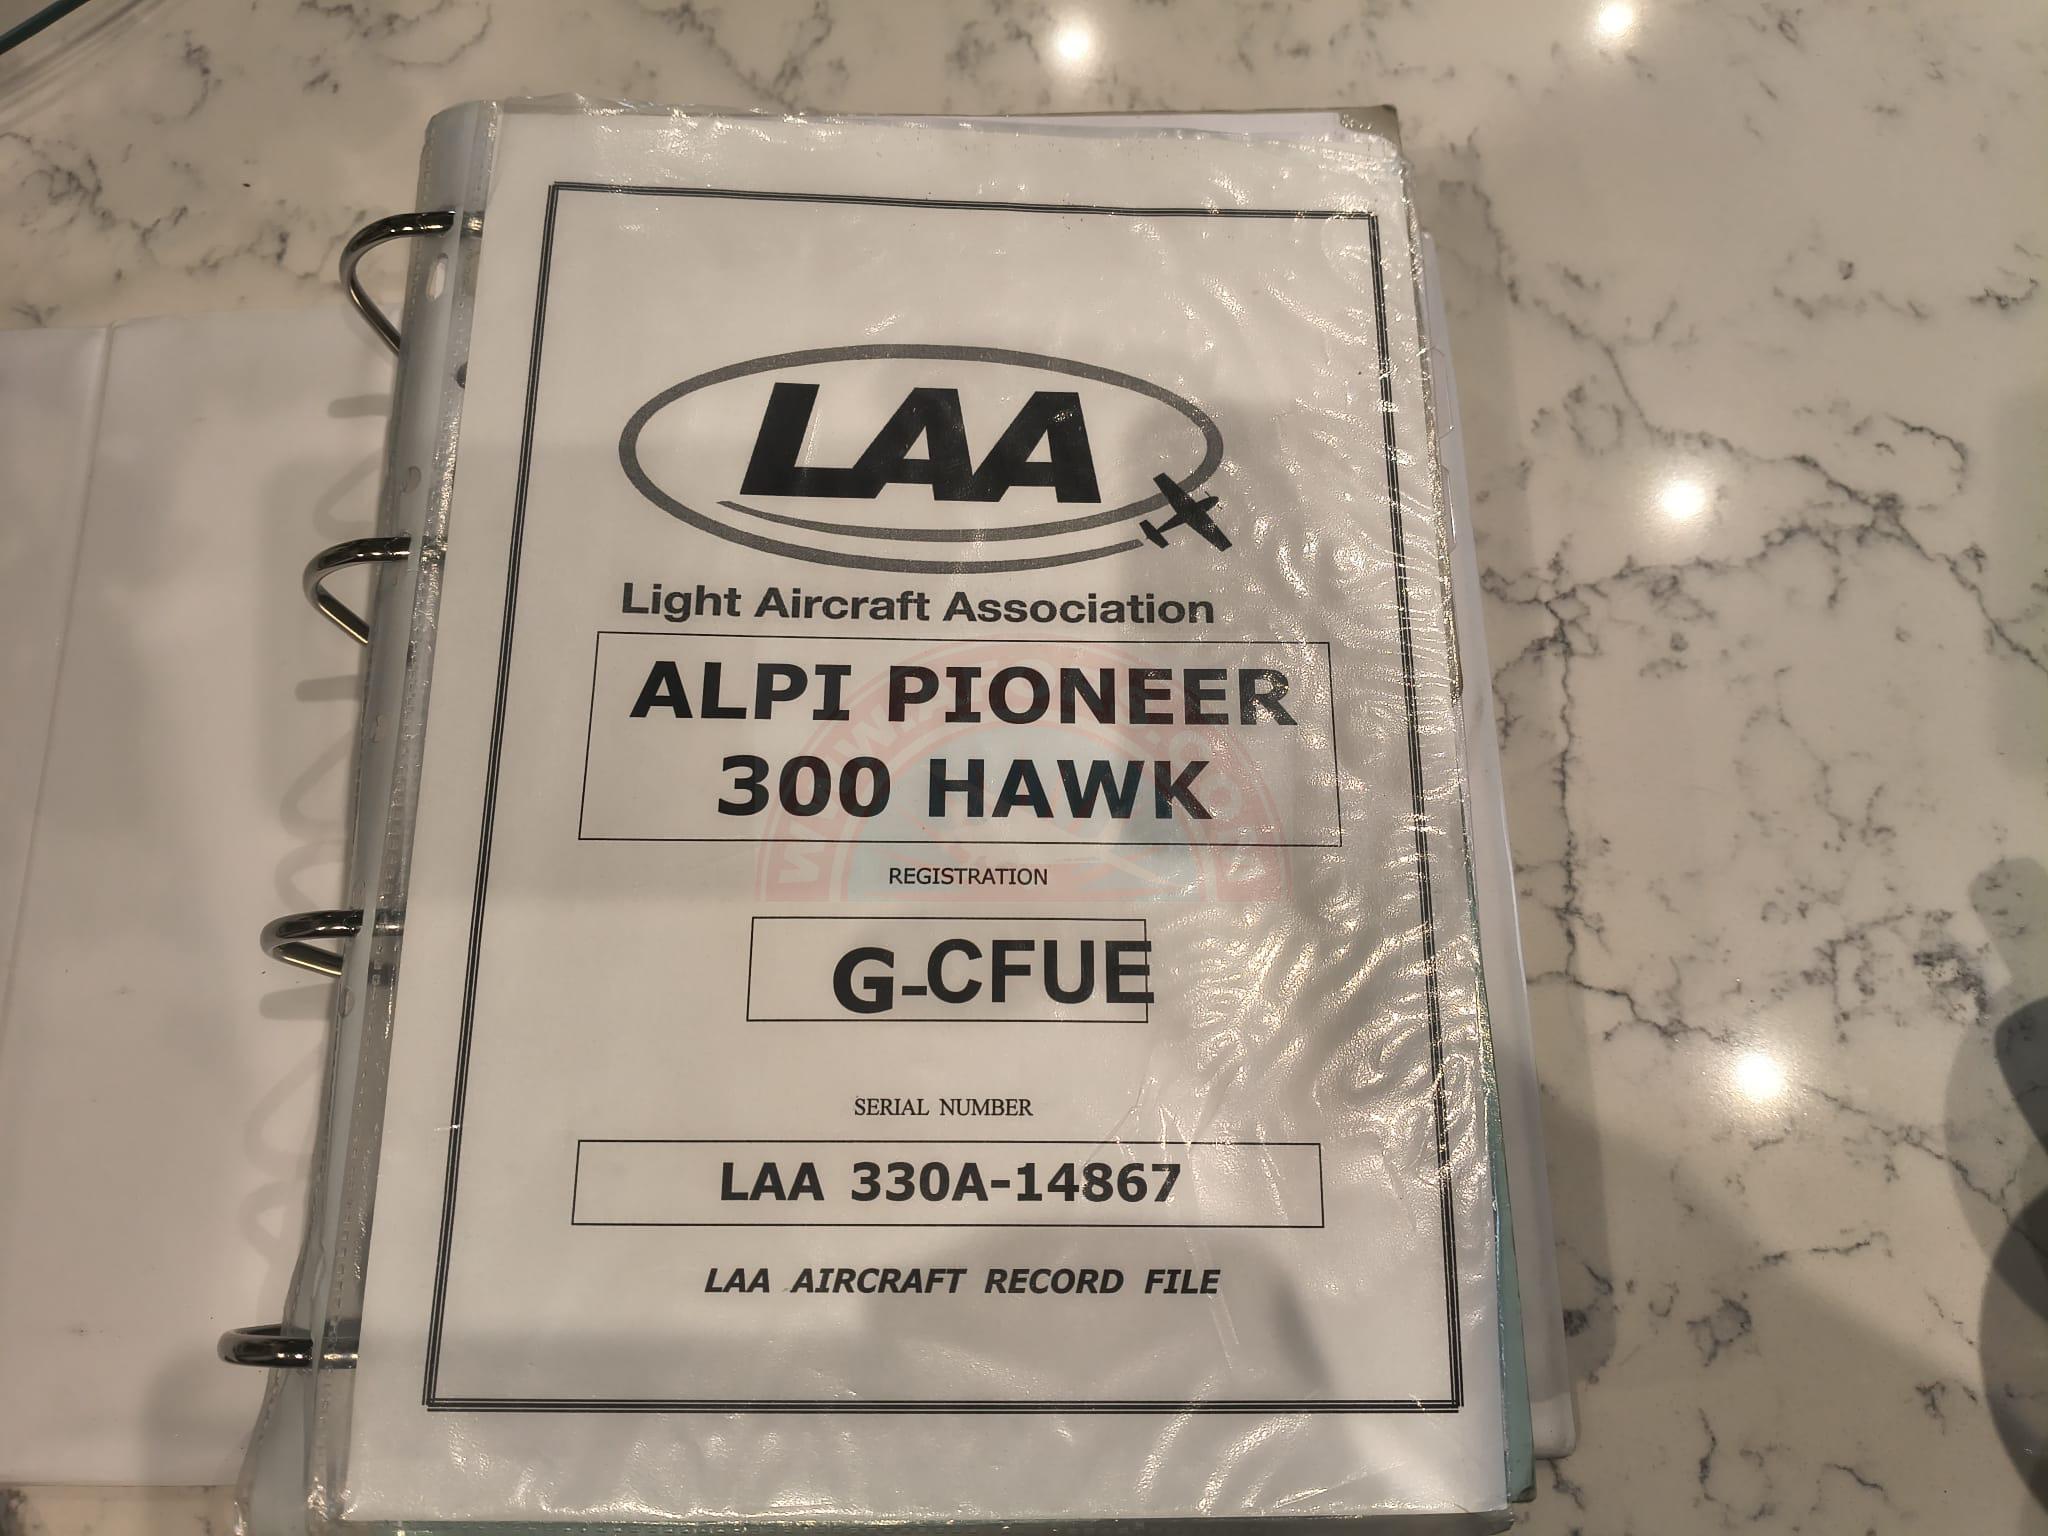 LAA
Light Aircraft Association
ALPI PIONEER
300 HAWK
REGISTRATION
G-CFUE
SERIAL NUMBER
LAA 330A-14867
LAA AIRCRAFT RECORD FILE